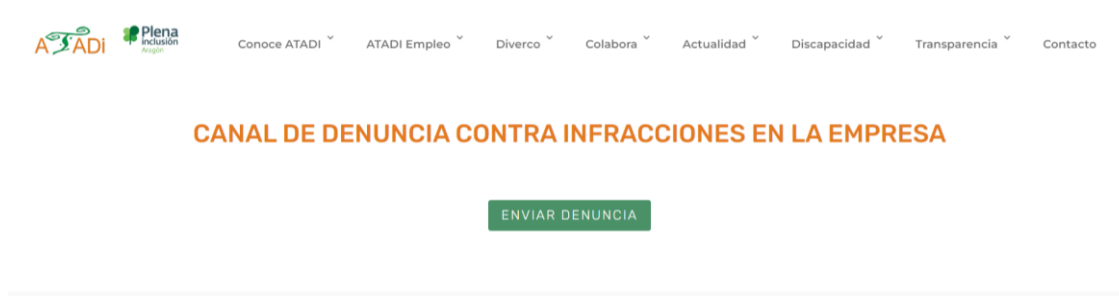 ATADi
Plena
inclusión
Aragón
Conoce ATADI
ATADI Empleo
Diverco
Colabora
Actualidad
Discapacidad
Transparencia
Contacto
CANAL DE DENUNCIA CONTRA INFRACCIONES EN LA EMPRESA
ENVIAR DENUNCIA